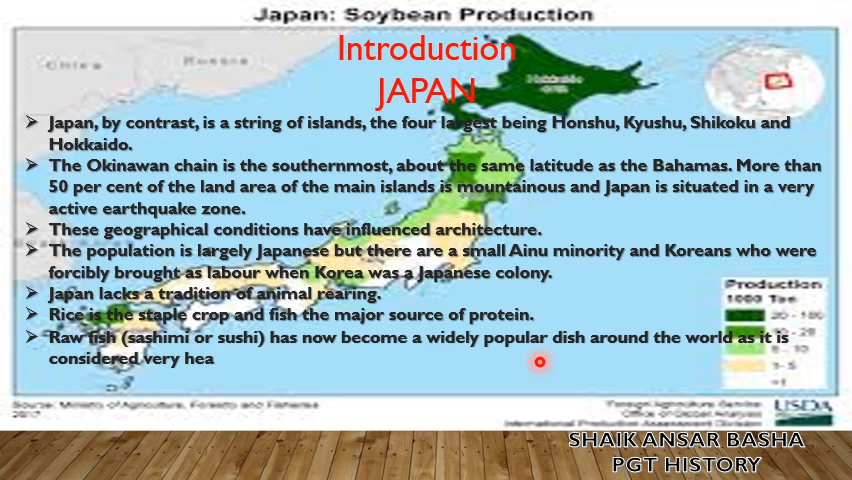 Japan: Soybean Production
Introduction
JAPAN
China
Russia
Hokkaido
➢ Japan, by contrast, is a string of islands, the four largest being Honshu, Kyushu, Shikoku and
Hokkaido.
➢ The Okinawan chain is the southernmost, about the same latitude as the Bahamas. More than
50 per cent of the land area of the main islands is mountainous and Japan is situated in a very
active earthquake zone.
➢ These geographical conditions have influenced architecture.
➢ The population is largely Japanese but there are a small Ainu minority and Koreans who were
forcibly brought as labour when Korea was a Japanese colony.
➢ Japan lacks a tradition of animal rearing.
➢ Rice is the staple crop and fish the major source of protein.
➢ Raw fish (sashimi or sushi) has now become a widely popular dish around the world as it is
considered very hea
Production
1000 Ton
20 - 100
10 - 20
5 - 10
1 - 5
<1
Source: Ministry of Agriculture, Forestry and Fisheries
2017
Foreign Agricultural Service
Office of Global Analysis
International Production Assessment Division
USDA
SHAIK ANSAR BASHA
PGT HISTORY